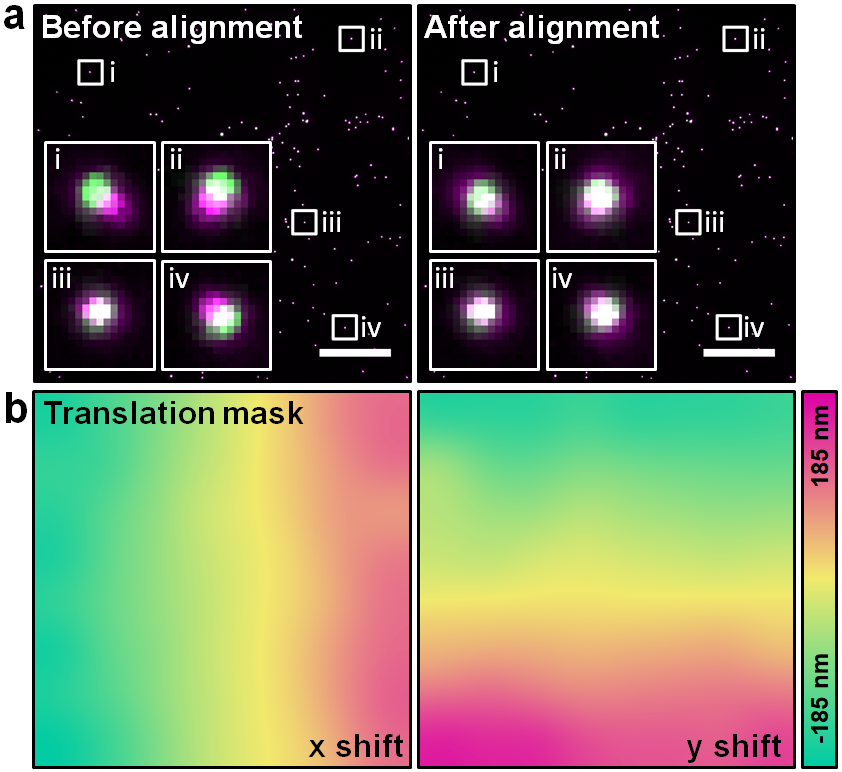 a
Before alignment
After alignment
i
ii
i
ii
i
ii
i
ii
iii
iii
iii
iv
iii
iv
iv
iv
b
Translation mask
x shift
y shift
185 nm
-185 nm